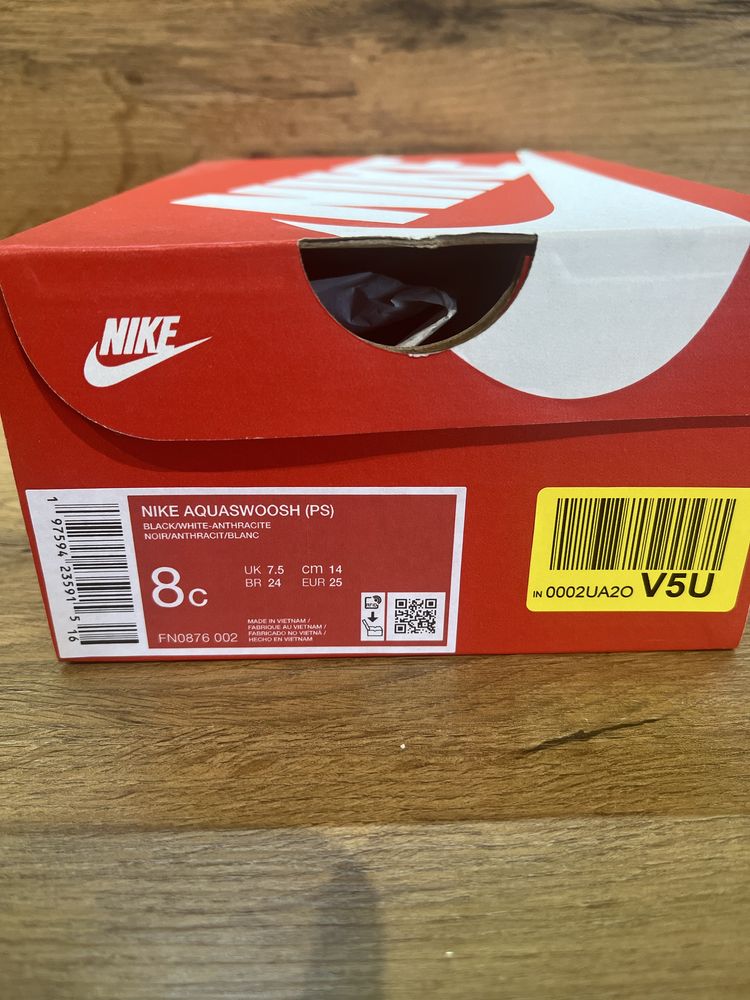 NIKE
NIKE
NIKE AQUASWOOSH (PS)
BLACK/WHITE-ANTHRACITE
NOIR/ANTHRACIT/BLANC
8C
UK 7.5 cm 14
BR 24 EUR 25
FN0876 002
MADE IN VIETNAM /
FABRIQUE AU VIETNAM /
FABRICADO NO VIETNÃ /
HECHO EN VIETNAM
1 97594 23591 5 16
IN 0002UA2O V5U